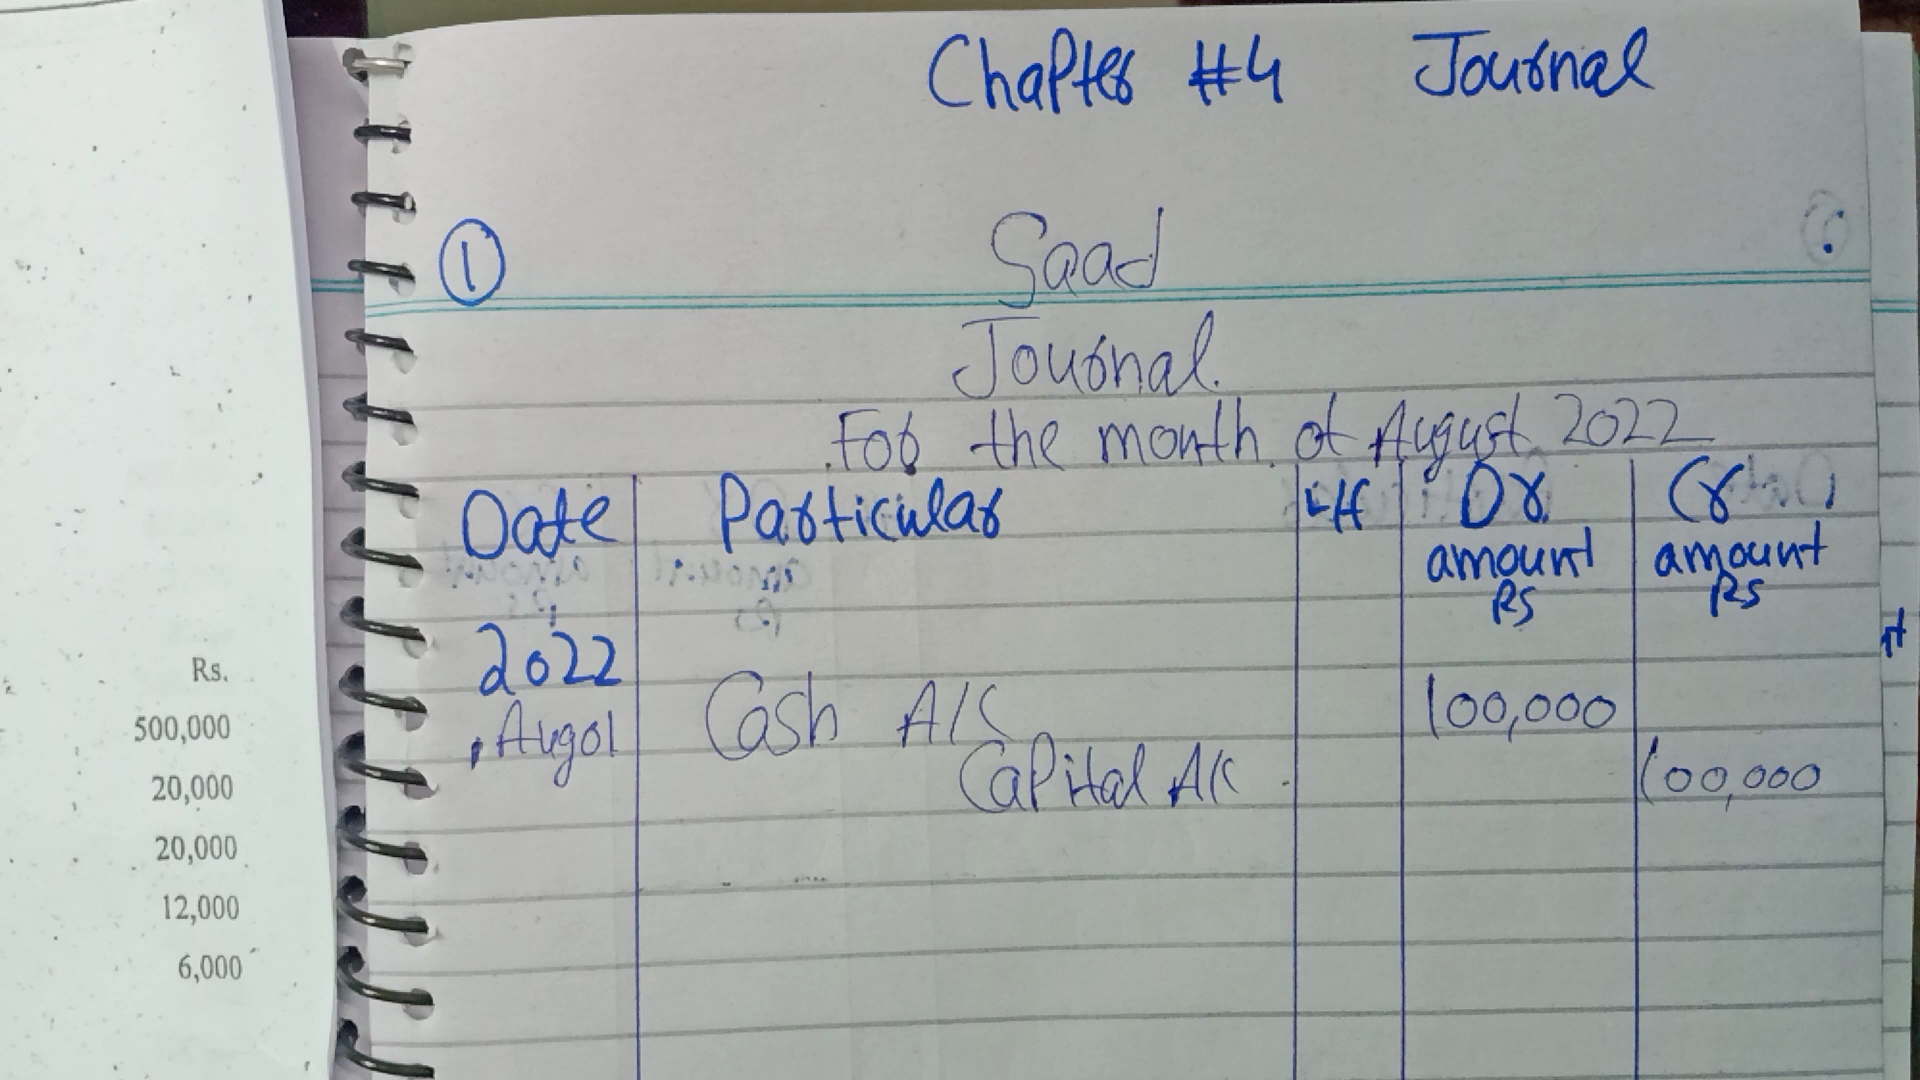 Chapter #4 Journal
① Saad
Journal.
For the month of August 2022
Date Particular L/f Dr. Cr
amount amount
Rs Rs
2022
Aug 01 Cash A/C 100,000
Capital A/C 100,000
Rs.
500,000
20,000
20,000
12,000
6,000